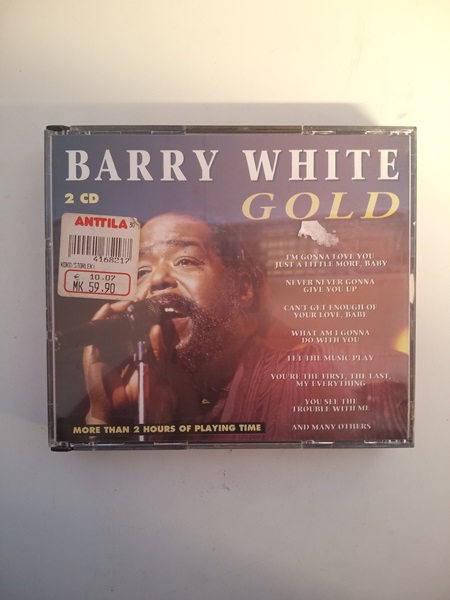 BARRY WHITE
2 CD
GOLD
ANTTILA
4168217
KOKO/STORLEK:
€ 10.07
MK 59.90
I'M GONNA LOVE YOU
JUST A LITTLE MORE, BABY
NEVER NEVER GONNA
GIVE YOU UP
CAN'T GET ENOUGH OF
YOUR LOVE, BABE
WHAT AM I GONNA
DO WITH YOU
LET THE MUSIC PLAY
YOU'RE THE FIRST, THE LAST,
MY EVERYTHING
YOU SEE THE
TROUBLE WITH ME
AND MANY OTHERS
MORE THAN 2 HOURS OF PLAYING TIME